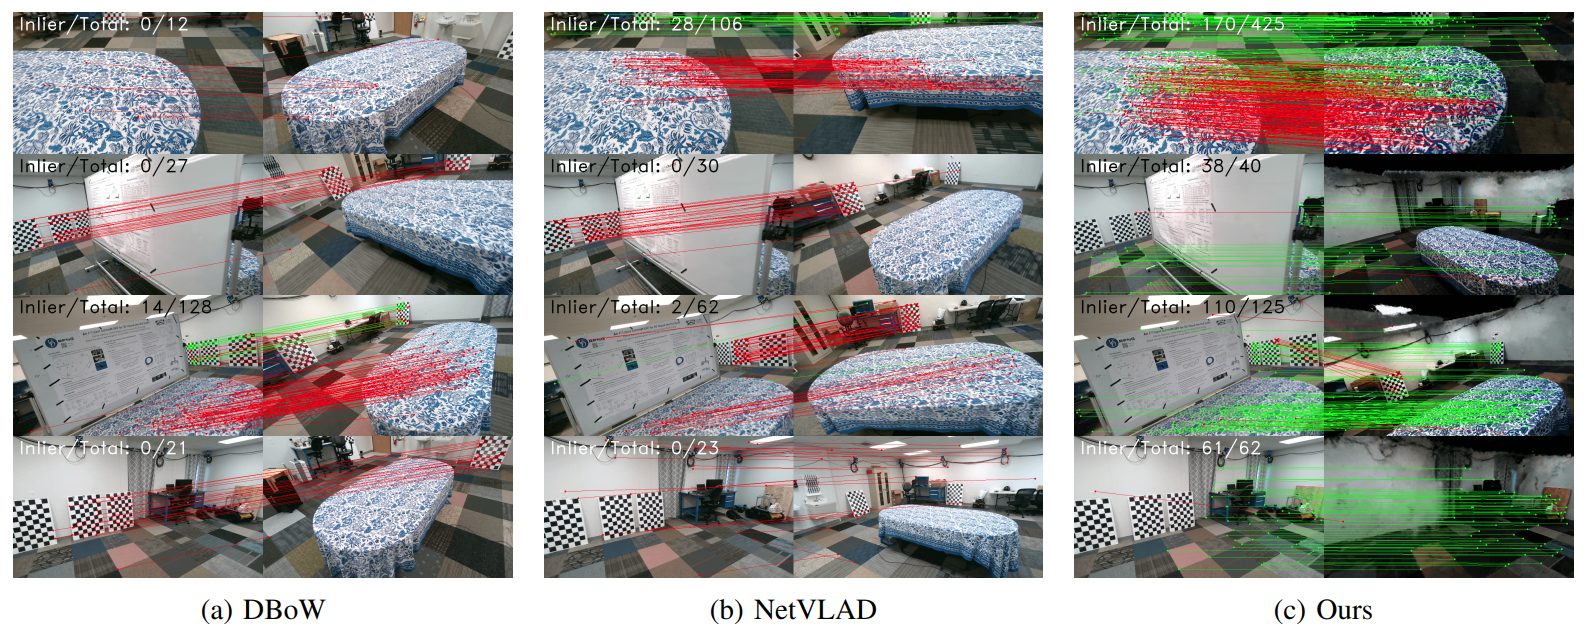 Inlier/Total: 0/12
Inlier/Total: 28/106
Inlier/Total: 170/425
Inlier/Total: 0/27
Inlier/Total: 0/30
Inlier/Total: 38/40
Inlier/Total: 14/128
Inlier/Total: 2/62
Inlier/Total: 110/125
Inlier/Total: 0/21
Inlier/Total: 0/23
Inlier/Total: 61/62
(a) DBoW
(b) NetVLAD
(c) Ours